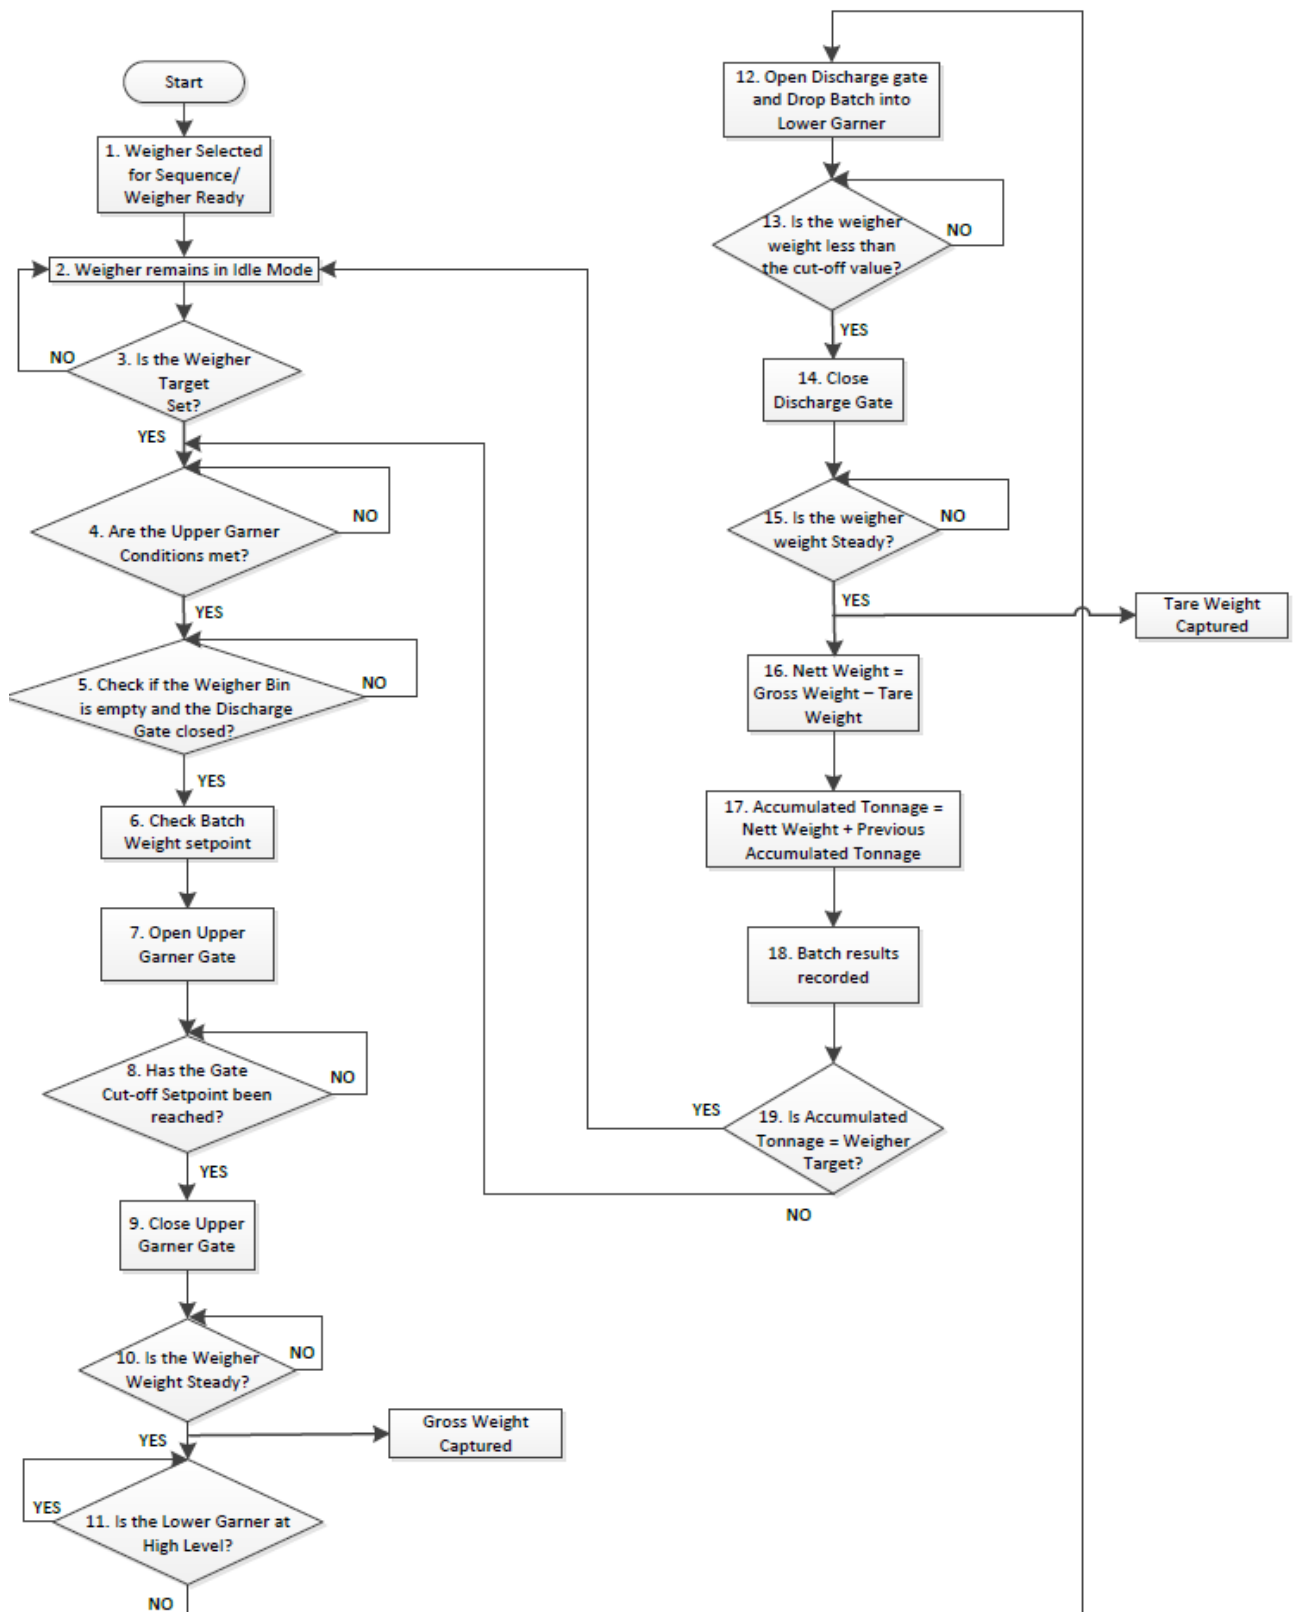 Start
1. Weigher Selected
for Sequence/
Weigher Ready
2. Weigher remains in Idle Mode
NO
3. Is the Weigher
Target
Set?
YES
NO
4. Are the Upper Garner
Conditions met?
YES
NO
5. Check if the Weigher Bin
is empty and the Discharge
Gate closed?
YES
6. Check Batch
Weight setpoint
7. Open Upper
Garner Gate
8. Has the Gate
Cut-off Setpoint been
reached?
NO
YES
9. Close Upper
Garner Gate
10. Is the Weigher
Weight Steady?
NO
YES
Gross Weight
Captured
YES
11. Is the Lower Garner at
High Level?
NO
12. Open Discharge gate
and Drop Batch into
Lower Garner
13. Is the weigher
weight less than
the cut-off value?
NO
YES
14. Close
Discharge Gate
15. Is the weigher
weight Steady?
NO
YES
Tare Weight
Captured
16. Nett Weight =
Gross Weight – Tare
Weight
17. Accumulated Tonnage =
Nett Weight + Previous
Accumulated Tonnage
18. Batch results
recorded
YES
19. Is Accumulated
Tonnage = Weigher
Target?
NO